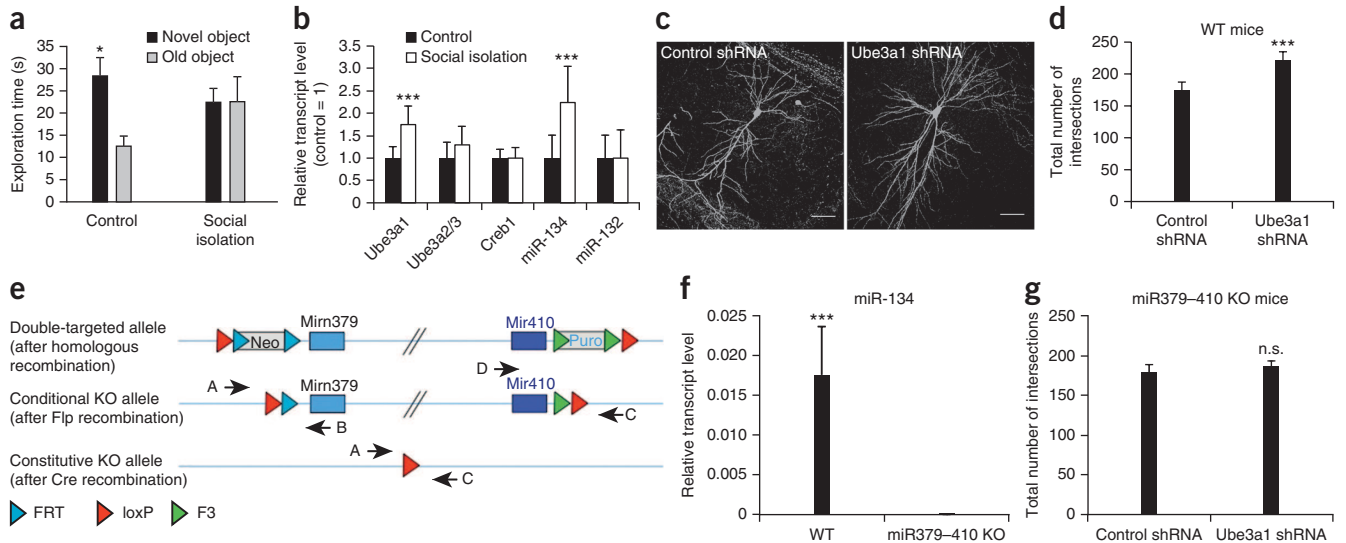 a
Novel object
Old object
Exploration time (s)
35
30
25
20
15
10
5
0
*
Control
Social
isolation
b
Control
Social isolation
Relative transcript level
(control = 1)
3.5
3.0
2.5
2.0
1.5
1.0
0.5
0
***
***
Ube3a1
Ube3a2/3
Creb1
miR-134
miR-132
c
Control shRNA
Ube3a1 shRNA
d
WT mice
Total number of
intersections
250
200
150
100
50
0
***
Control
shRNA
Ube3a1
shRNA
e
Double-targeted allele
(after homologous
recombination)
Neo
Mirn379
Mir410
Puro
D
Conditional KO allele
(after Flp recombination)
A
Mirn379
B
Mir410
C
Constitutive KO allele
(after Cre recombination)
A
C
FRT
loxP
F3
f
miR-134
Relative transcript level
0.025
0.020
0.015
0.010
0.005
0
***
WT
miR379–410 KO
g
miR379–410 KO mice
Total number of intersections
250
200
150
100
50
0
n.s.
Control shRNA
Ube3a1 shRNA